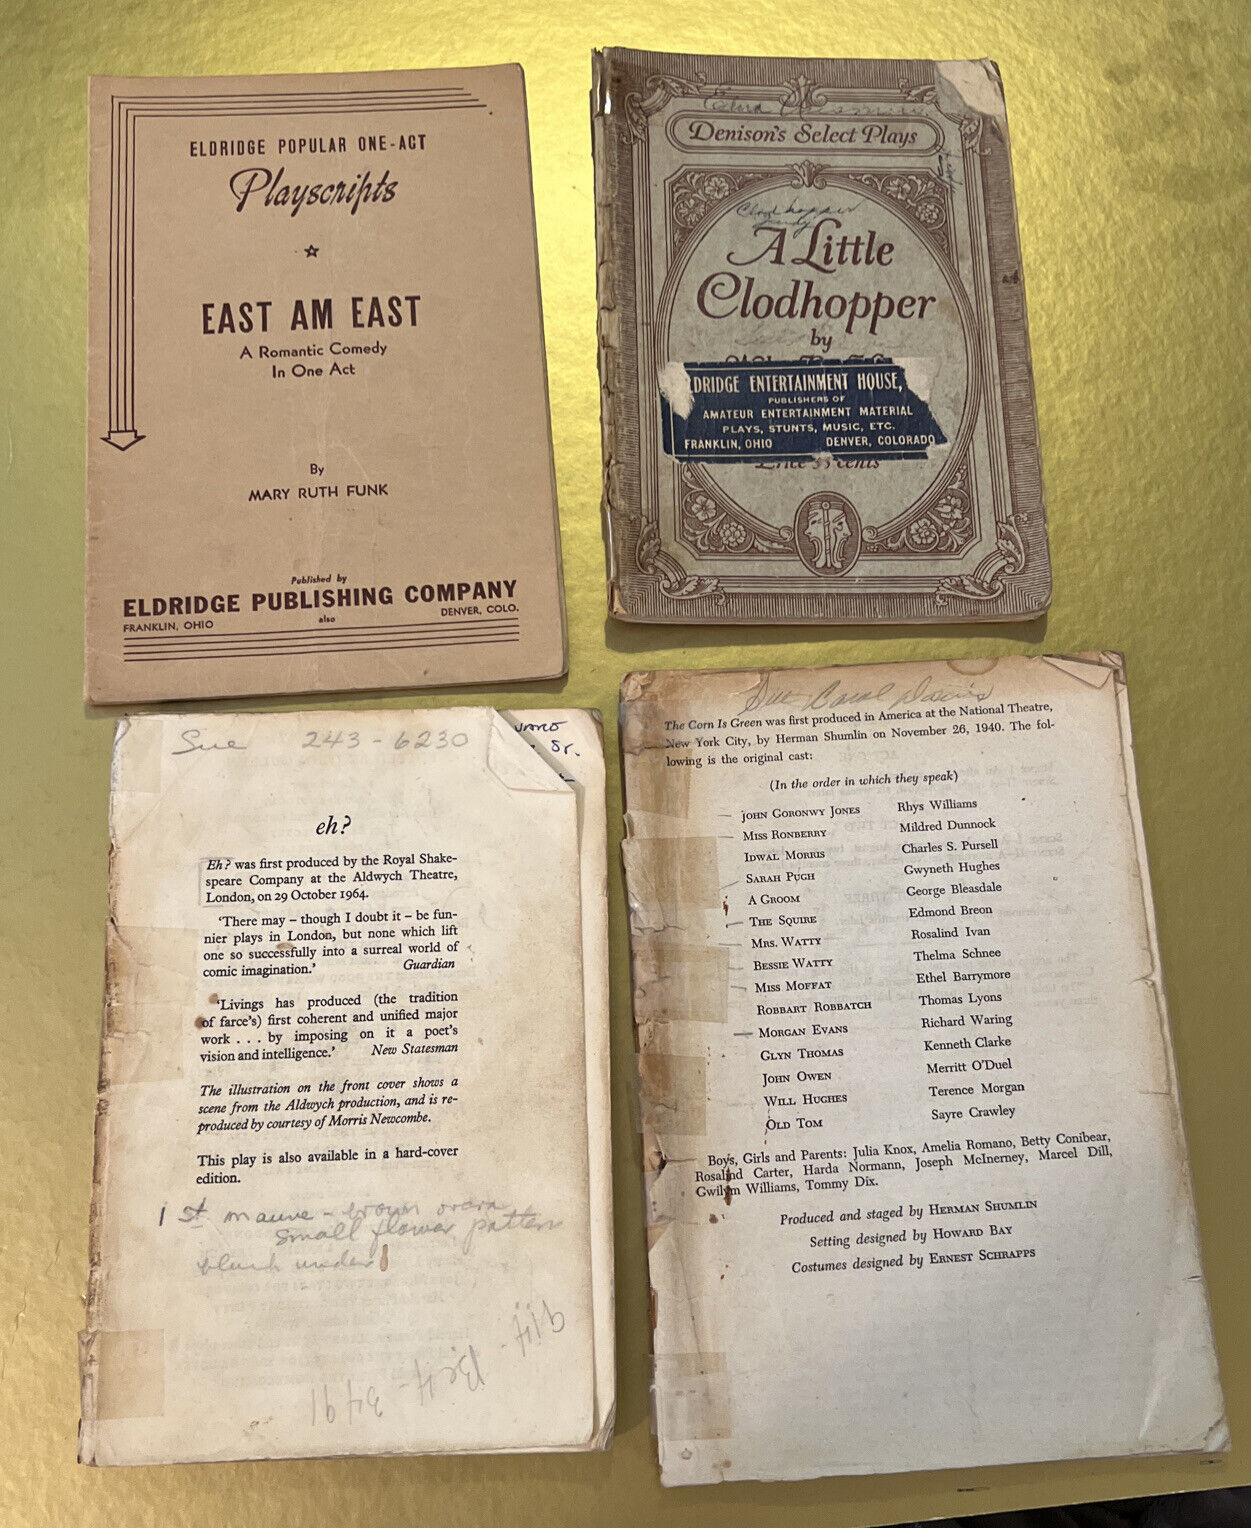 ELDRIDGE POPULAR ONE-ACT
Playscripts
EAST AM EAST
A Romantic Comedy
In One Act
By
MARY RUTH FUNK
Published by
ELDRIDGE PUBLISHING COMPANY
FRANKLIN, OHIO also DENVER, COLO.
Denison's Select Plays
Clodhopper
A Little
Clodhopper
by
LDRIDGE ENTERTAINMENT HOUSE,
PUBLISHERS OF
AMATEUR ENTERTAINMENT MATERIAL
PLAYS, STUNTS, MUSIC, ETC.
FRANKLIN, OHIO DENVER, COLORADO
Price 35 cents
Sue 243-6230
Sr.
eh?
Eh? was first produced by the Royal Shake-
speare Company at the Aldwych Theatre,
London, on 29 October 1964.
'There may – though I doubt it – be fun-
nier plays in London, but none which lift
one so successfully into a surreal world of
comic imagination.' Guardian
'Livings has produced (the tradition
of farce's) first coherent and unified major
work . . . by imposing on it a poet's
vision and intelligence.' New Statesman
The illustration on the front cover shows a
scene from the Aldwych production, and is re-
produced by courtesy of Morris Newcombe.
This play is also available in a hard-cover
edition.
1 st mauve - brown
small flower pattern
blush under
Sue Carol Davis
The Corn Is Green was first produced in America at the National Theatre,
New York City, by Herman Shumlin on November 26, 1940. The fol-
lowing is the original cast:
(In the order in which they speak)
JOHN GORONWY JONES Rhys Williams
MISS RONBERRY Mildred Dunnock
IDWAL MORRIS Charles S. Pursell
SARAH PUGH Gwyneth Hughes
A GROOM George Bleasdale
THE SQUIRE Edmond Breon
MRS. WATTY Rosalind Ivan
BESSIE WATTY Thelma Schnee
MISS MOFFAT Ethel Barrymore
ROBBART ROBBATCH Thomas Lyons
MORGAN EVANS Richard Waring
GLYN THOMAS Kenneth Clarke
JOHN OWEN Merritt O'Duel
WILL HUGHES Terence Morgan
OLD TOM Sayre Crawley
Boys, Girls and Parents: Julia Knox, Amelia Romano, Betty Conibear,
Rosalind Carter, Harda Normann, Joseph McInerney, Marcel Dill,
Gwilym Williams, Tommy Dix.
Produced and staged by HERMAN SHUMLIN
Setting designed by HOWARD BAY
Costumes designed by ERNEST SCHRAPPS